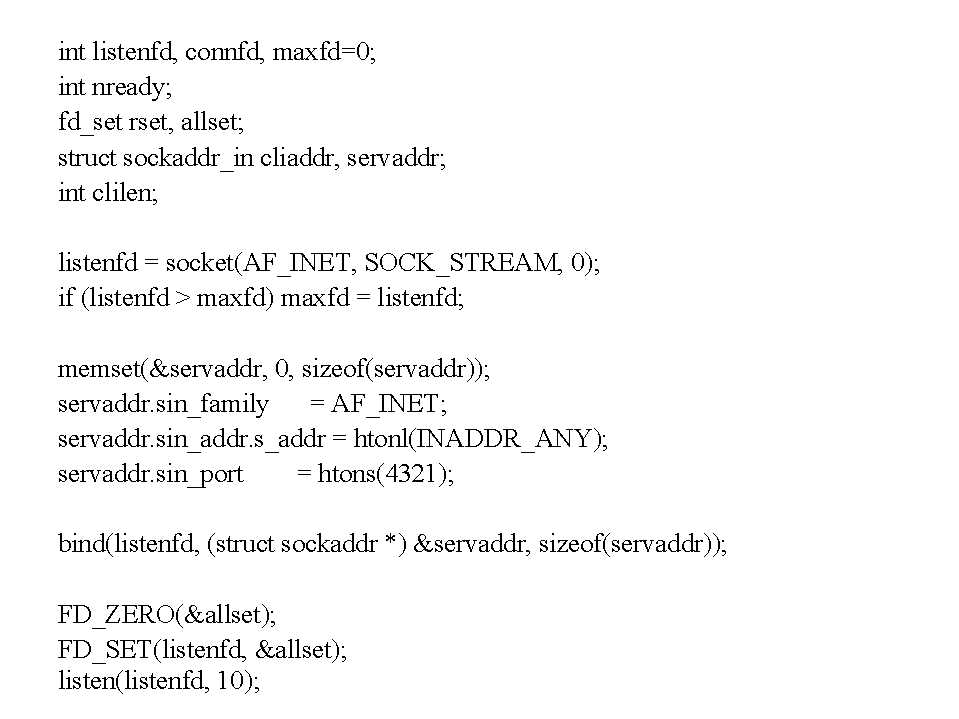 int listenfd, connfd, maxfd=0;
int nready;
fd_set rset, allset;
struct sockaddr_in cliaddr, servaddr;
int clilen;
listenfd = socket(AF_INET, SOCK_STREAM, 0);
if (listenfd > maxfd) maxfd = listenfd;
memset(&servaddr, 0, sizeof(servaddr));
servaddr.sin_family = AF_INET;
servaddr.sin_addr.s_addr = htonl(INADDR_ANY);
servaddr.sin_port = htons(4321);
bind(listenfd, (struct sockaddr *) &servaddr, sizeof(servaddr));
FD_ZERO(&allset);
FD_SET(listenfd, &allset);
listen(listenfd, 10);